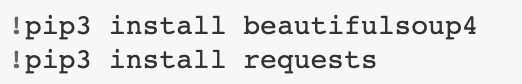 !pip3 install beautifulsoup4
!pip3 install requests